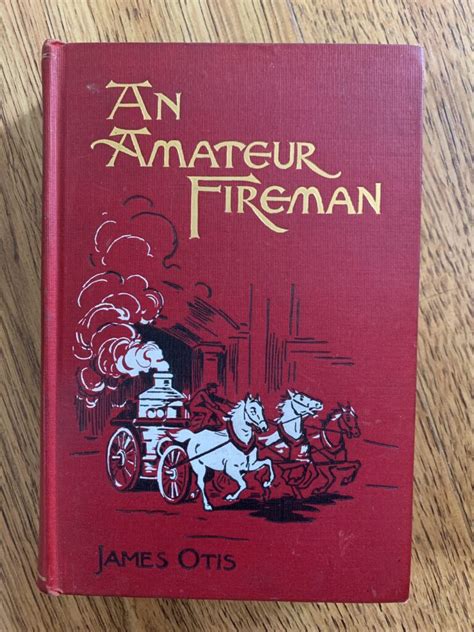 An
Amateur
Fireman
James Otis